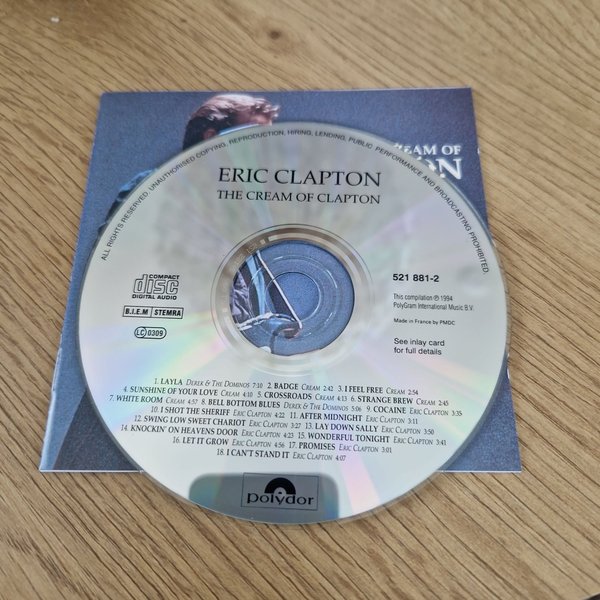 CREAM OF
ALL RIGHTS RESERVED. UNAUTHORISED COPYING, REPRODUCTION, HIRING, LENDING, PUBLIC PERFORMANCE AND BROADCASTING PROHIBITED.
ERIC CLAPTON
THE CREAM OF CLAPTON
COMPACT
disc
DIGITAL AUDIO
B.I.E.M STEMRA
LC 0309
521 881-2
This compilation ℗ 1994
PolyGram International Music B.V.
Made in France by PMDC
See inlay card
for full details
1. LAYLA DEREK & THE DOMINOS 7:10 2. BADGE CREAM 2:42 3. I FEEL FREE CREAM 2:54
4. SUNSHINE OF YOUR LOVE CREAM 4:10 5. CROSSROADS CREAM 4:13 6. STRANGE BREW CREAM 2:45
7. WHITE ROOM CREAM 4:57 8. BELL BOTTOM BLUES DEREK & THE DOMINOS 5:06 9. COCAINE ERIC CLAPTON 3:35
10. I SHOT THE SHERIFF ERIC CLAPTON 4:22 11. AFTER MIDNIGHT ERIC CLAPTON 3:11
12. SWING LOW SWEET CHARIOT ERIC CLAPTON 3:27 13. LAY DOWN SALLY ERIC CLAPTON 3:50
14. KNOCKIN' ON HEAVENS DOOR ERIC CLAPTON 4:23 15. WONDERFUL TONIGHT ERIC CLAPTON 3:41
16. LET IT GROW ERIC CLAPTON 4:56 17. PROMISES ERIC CLAPTON 3:01
18. I CAN'T STAND IT ERIC CLAPTON 4:07
polydor